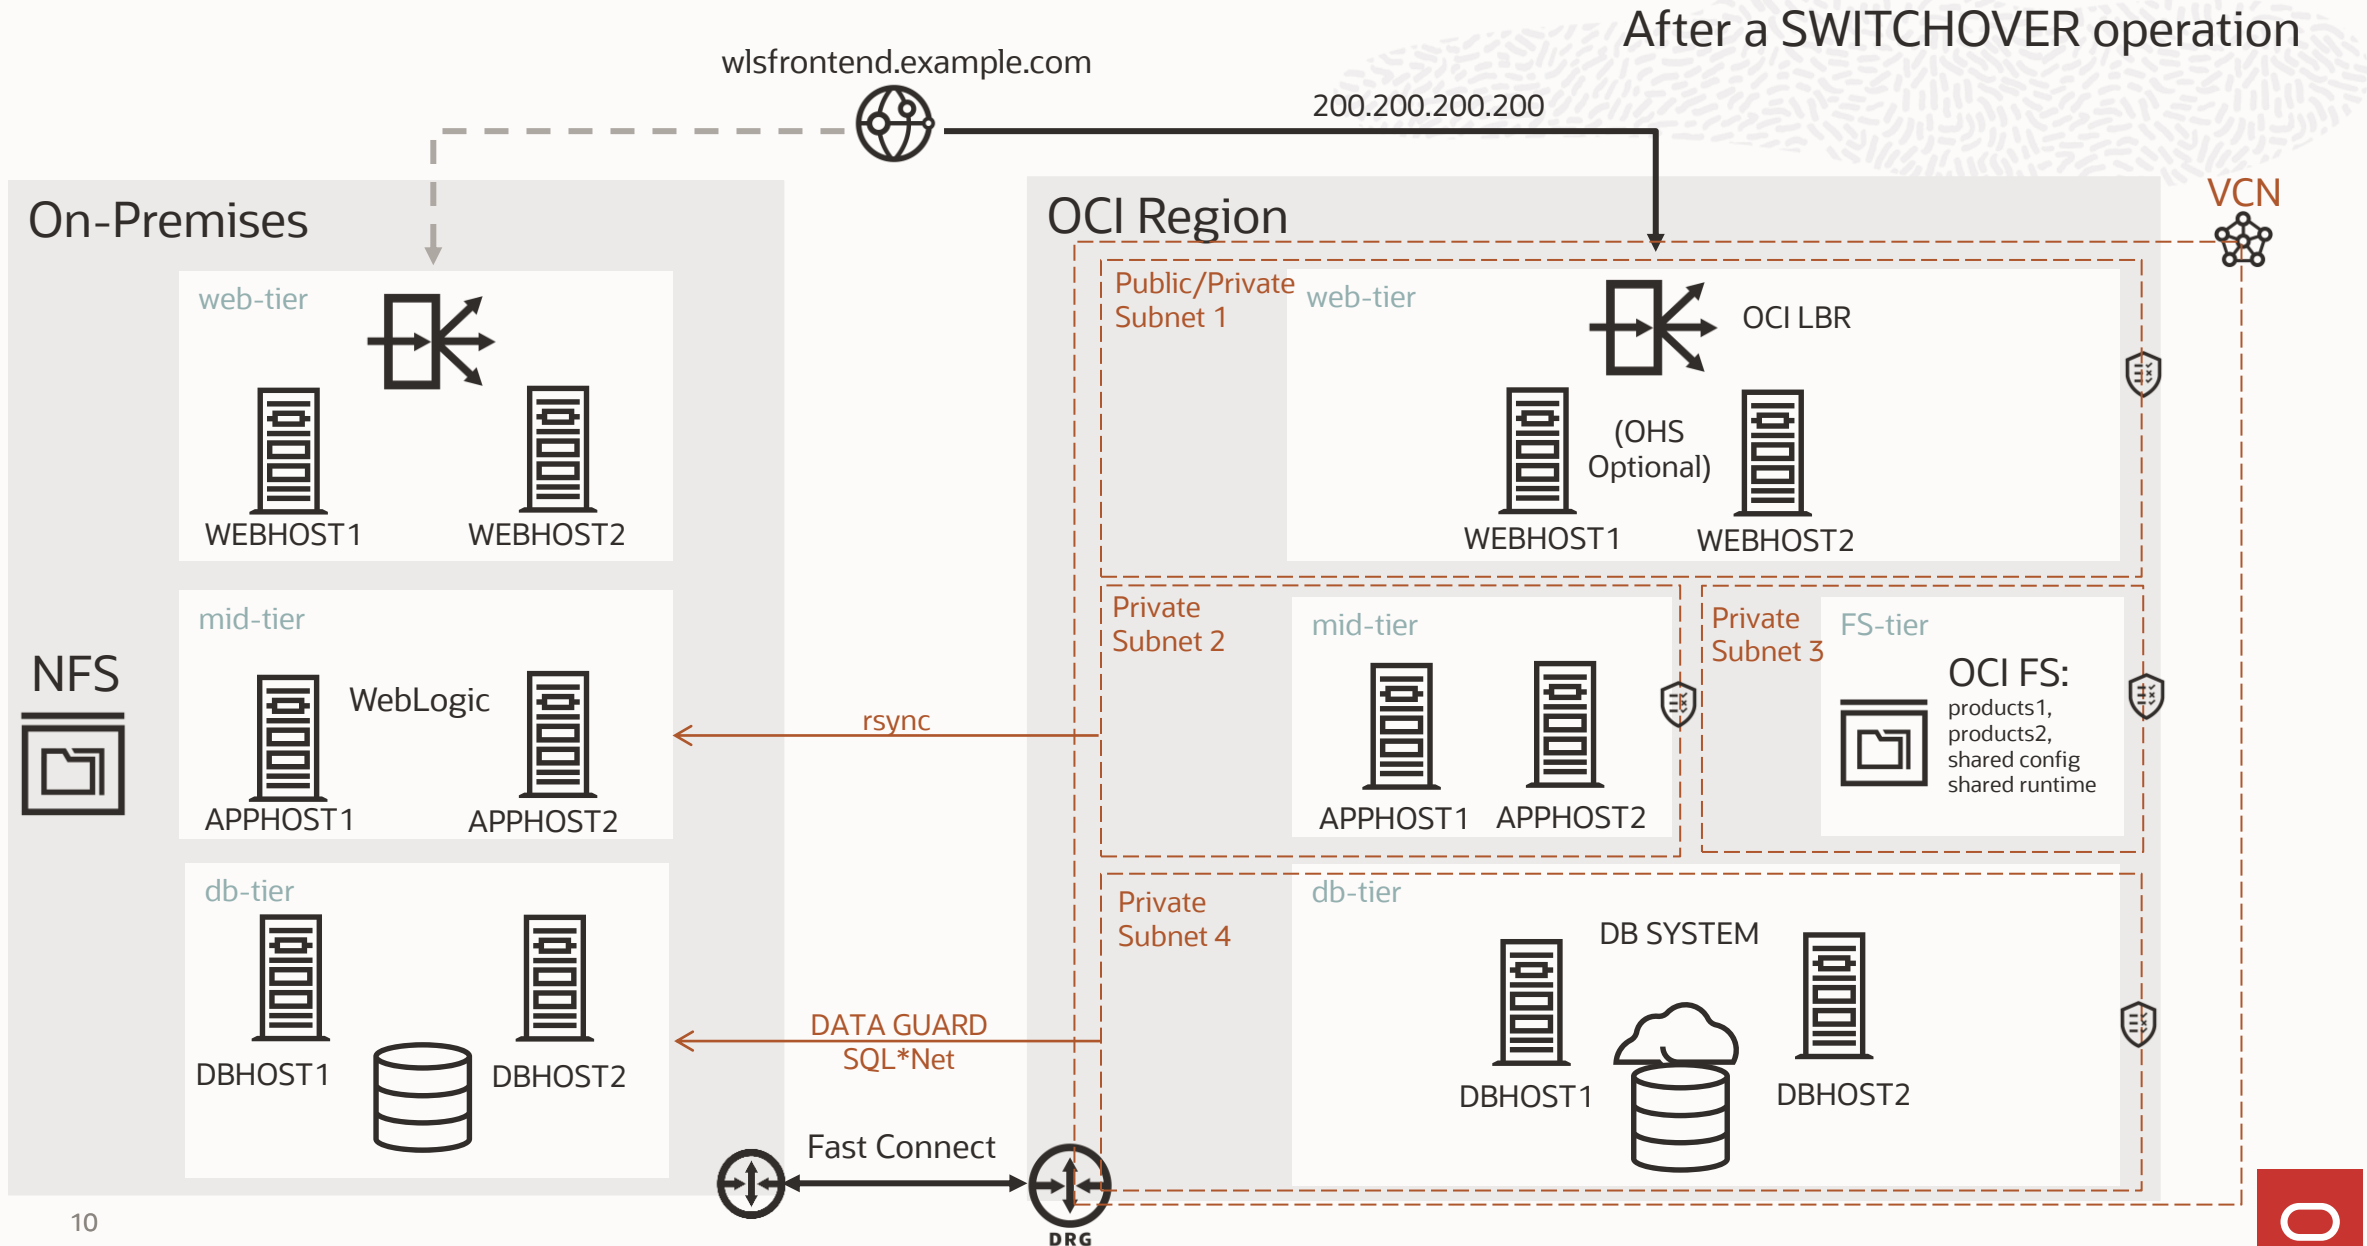 After a SWITCHOVER operation
wlsfrontend.example.com
200.200.200.200
On-Premises
web-tier
WEBHOST1
WEBHOST2
NFS
mid-tier
WebLogic
APPHOST1
APPHOST2
db-tier
DBHOST1
DBHOST2
rsync
DATA GUARD
SQL*Net
Fast Connect
DRG
OCI Region
VCN
Public/Private
Subnet 1
web-tier
OCI LBR
(OHS
Optional)
WEBHOST1
WEBHOST2
Private
Subnet 2
mid-tier
APPHOST1
APPHOST2
Private
Subnet 3
FS-tier
OCI FS:
products1,
products2,
shared config
shared runtime
Private
Subnet 4
db-tier
DB SYSTEM
DBHOST1
DBHOST2
10